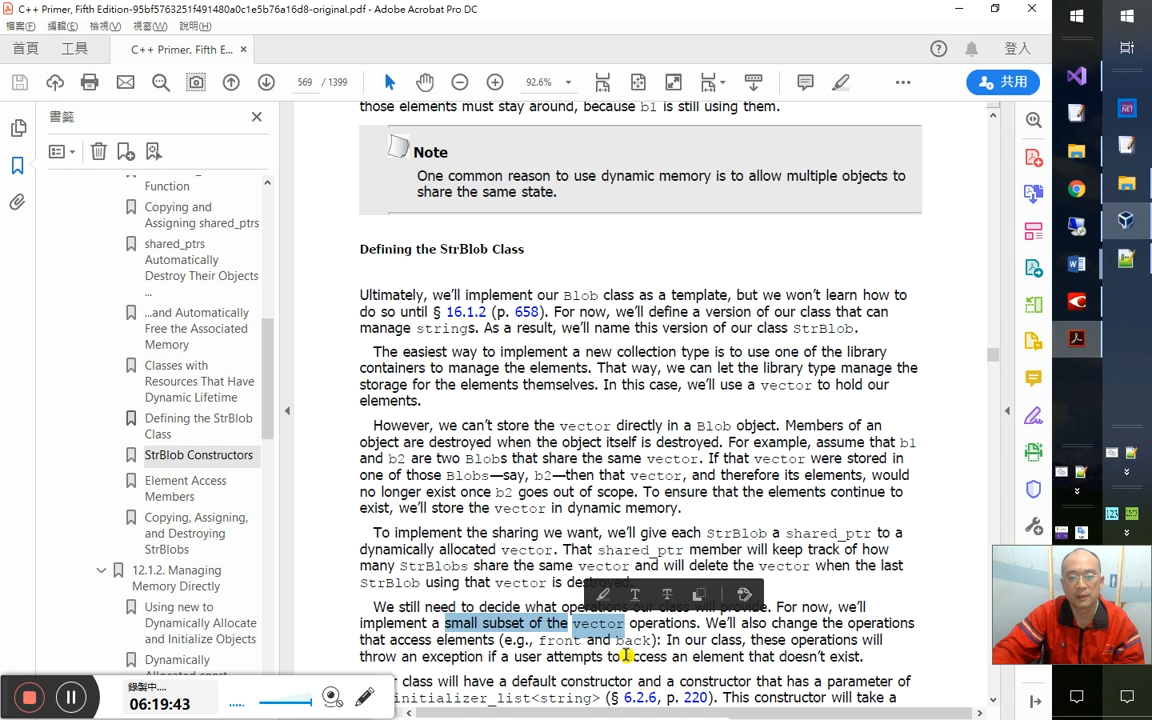 C++ Primer, Fifth Edition-95bf5763251f491480a0c1e5b76a16d8-original.pdf - Adobe Acrobat Pro DC
檔案(F) 編輯(E) 檢視(V) 視窗(W) 說明(H)
首頁 工具 C++ Primer, Fifth E... × 登入
569 / 1399 92.6% 共用
書籤
Function
Copying and
Assigning shared_ptrs
shared_ptrs
Automatically
Destroy Their Objects
...
...and Automatically
Free the Associated
Memory
Classes with
Resources That Have
Dynamic Lifetime
Defining the StrBlob
Class
StrBlob Constructors
Element Access
Members
Copying, Assigning,
and Destroying
StrBlobs
12.1.2. Managing
Memory Directly
Using new to
Dynamically Allocate
and Initialize Objects
Dynamically
those elements must stay around, because b1 is still using them.
Note
One common reason to use dynamic memory is to allow multiple objects to
share the same state.
Defining the StrBlob Class
Ultimately, we'll implement our Blob class as a template, but we won't learn how to
do so until § 16.1.2 (p. 658). For now, we'll define a version of our class that can
manage strings. As a result, we'll name this version of our class StrBlob.
The easiest way to implement a new collection type is to use one of the library
containers to manage the elements. That way, we can let the library type manage the
storage for the elements themselves. In this case, we'll use a vector to hold our
elements.
However, we can't store the vector directly in a Blob object. Members of an
object are destroyed when the object itself is destroyed. For example, assume that b1
and b2 are two Blobs that share the same vector. If that vector were stored in
one of those Blobs—say, b2—then that vector, and therefore its elements, would
no longer exist once b2 goes out of scope. To ensure that the elements continue to
exist, we'll store the vector in dynamic memory.
To implement the sharing we want, we'll give each StrBlob a shared_ptr to a
dynamically allocated vector. That shared_ptr member will keep track of how
many StrBlobs share the same vector and will delete the vector when the last
StrBlob using that vector is destroyed.
We still need to decide what operations our class will provide. For now, we'll
implement a small subset of the vector operations. We'll also change the operations
that access elements (e.g., front and back): In our class, these operations will
throw an exception if a user attempts to access an element that doesn't exist.
class will have a default constructor and a constructor that has a parameter of
initializer_list<string> (§ 6.2.6, p. 220). This constructor will take a
錄製中....
06:19:43